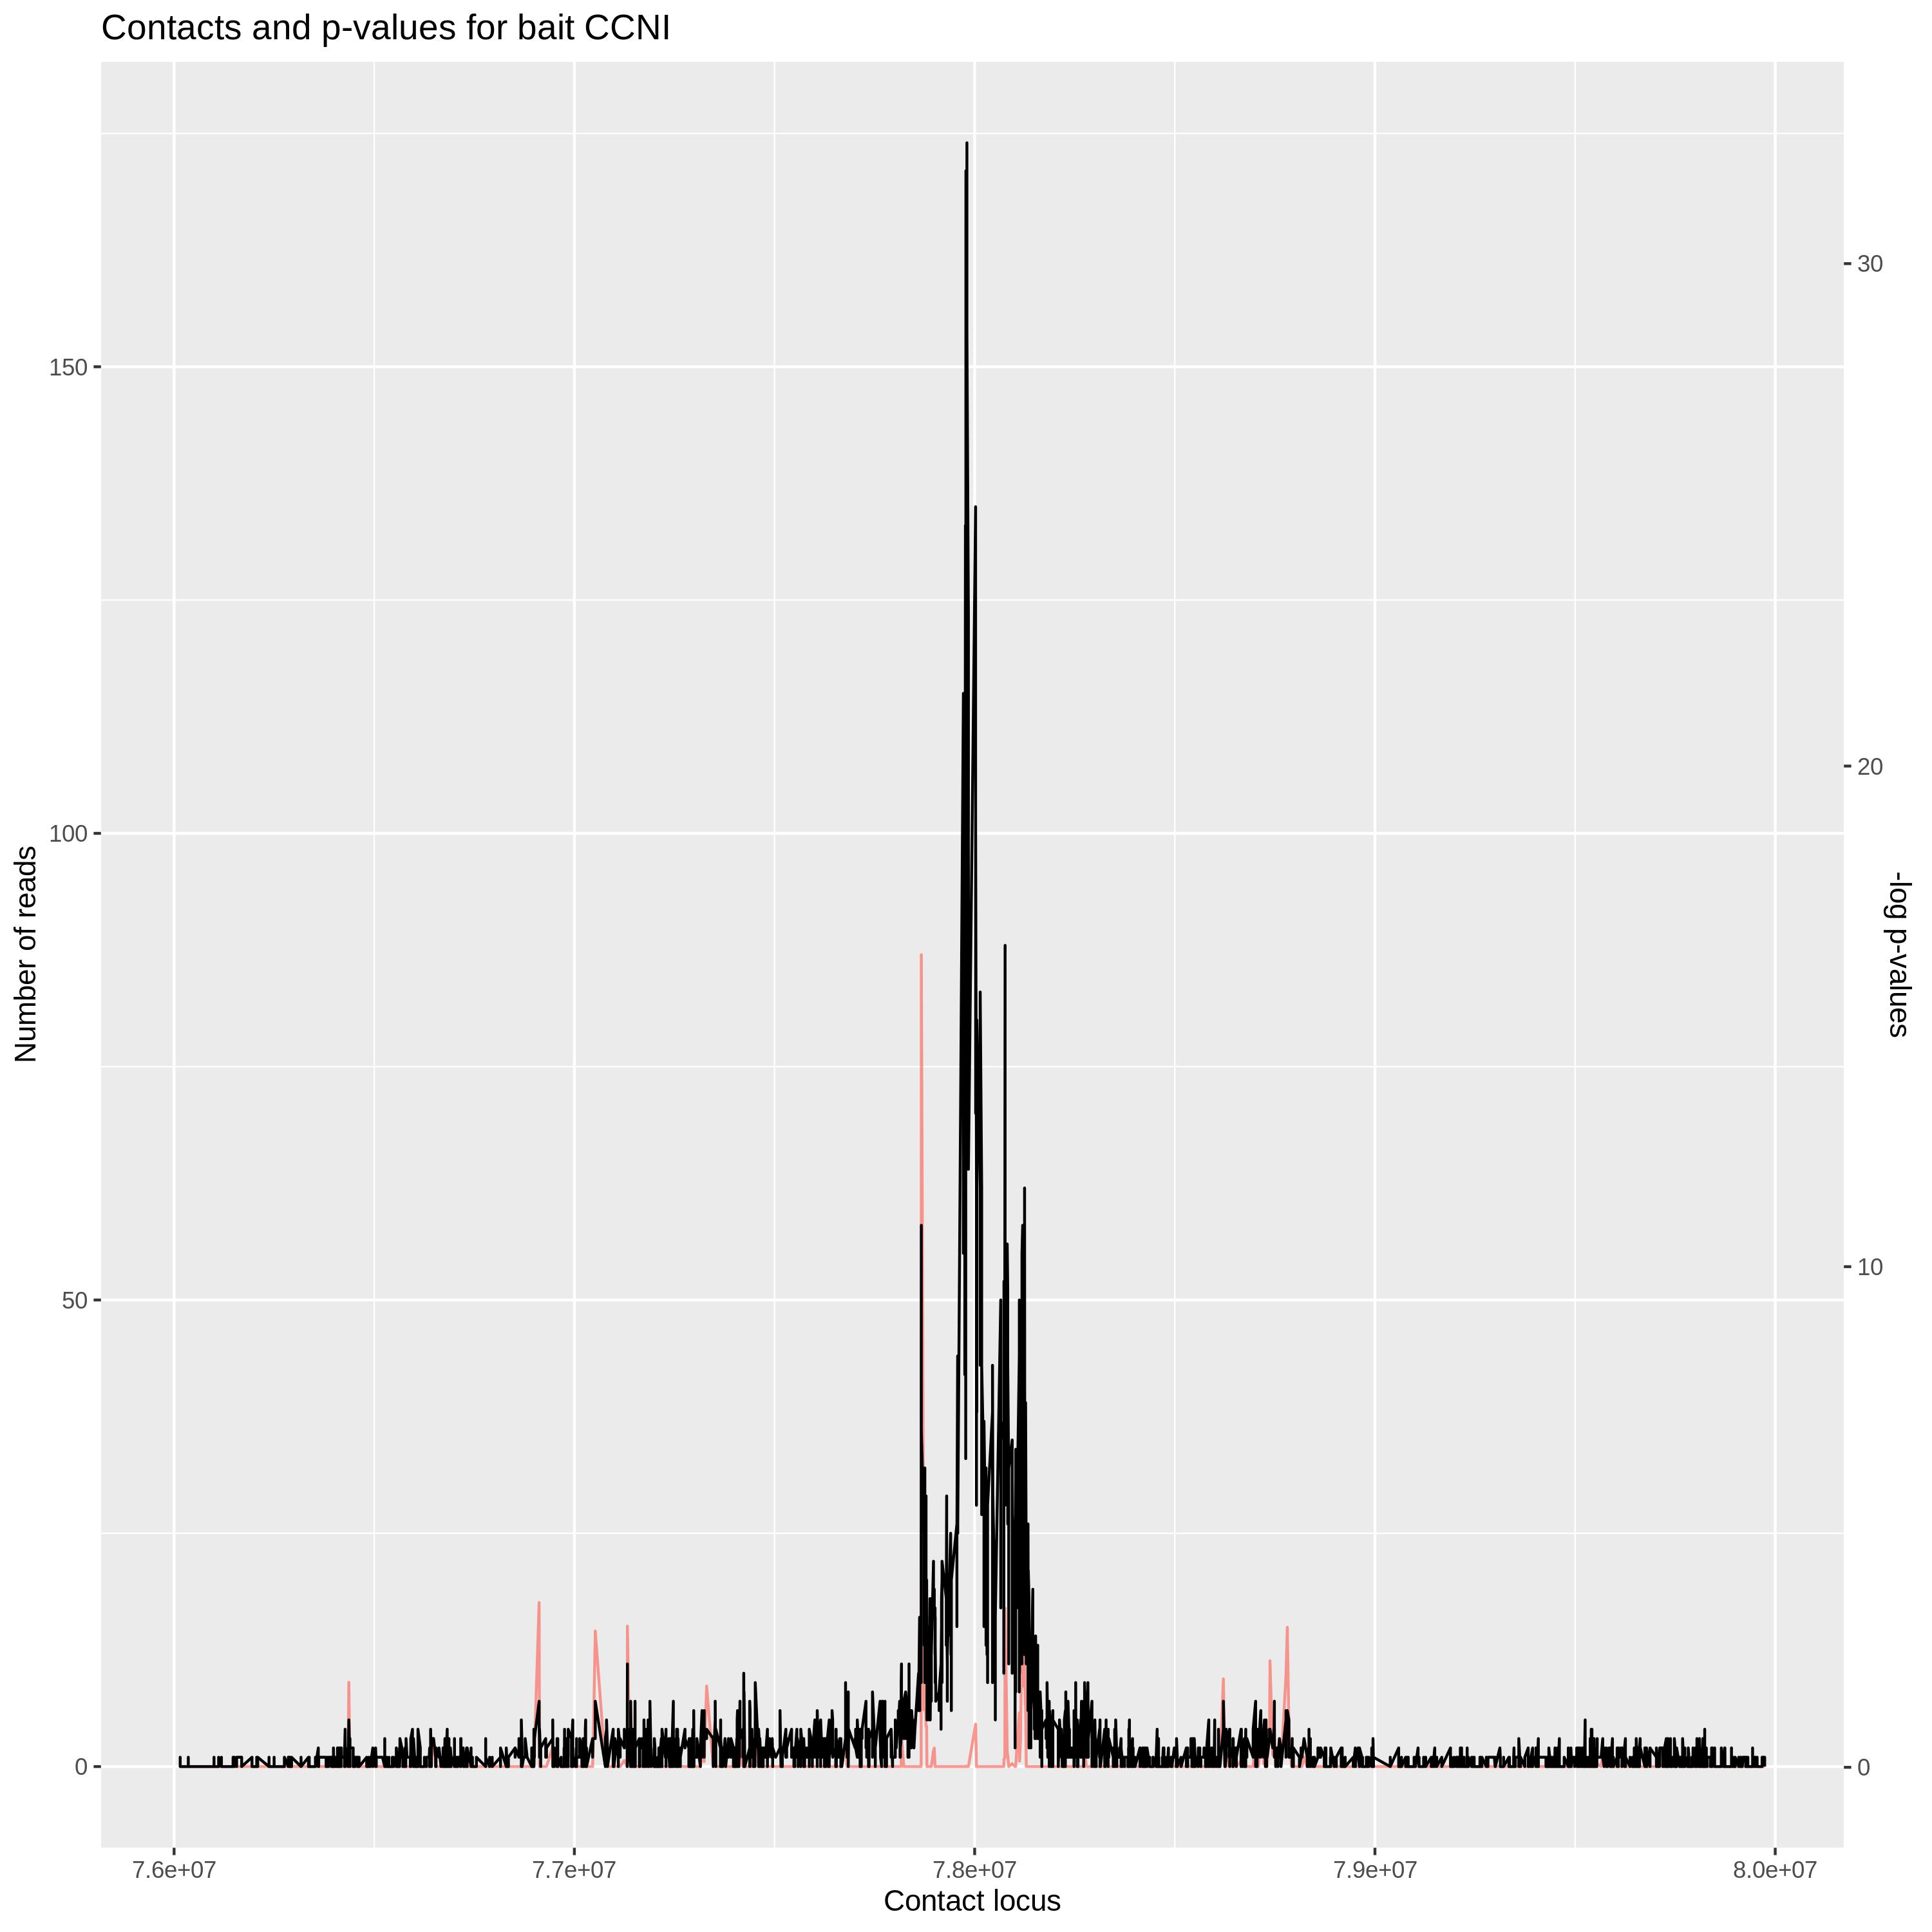 Contacts and p-values for bait CCNI
150
100
50
0
Number of reads
30
20
10
0
-log p-values
7.6e+07
7.7e+07
7.8e+07
7.9e+07
8.0e+07
Contact locus